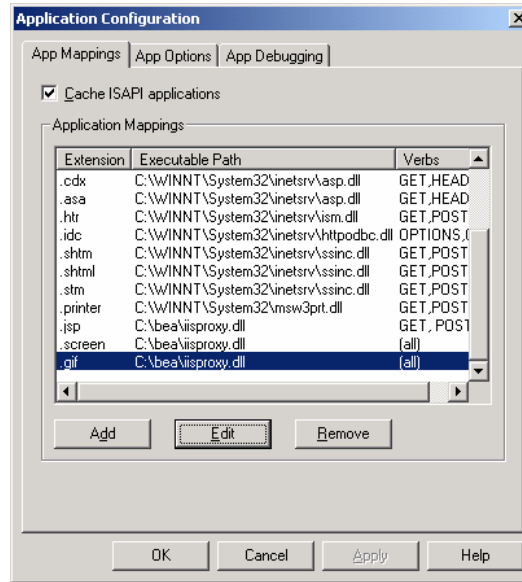 Application Configuration
App Mappings App Options App Debugging
Cache ISAPI applications
Application Mappings
Extension Executable Path Verbs
.cdx C:\WINNT\System32\inetsrv\asp.dll GET,HEAD
.asa C:\WINNT\System32\inetsrv\asp.dll GET,HEAD
.htr C:\WINNT\System32\inetsrv\ism.dll GET,POST
.idc C:\WINNT\System32\inetsrv\httpodbc.dll OPTIONS,
.shtm C:\WINNT\System32\inetsrv\ssinc.dll GET,POST
.shtml C:\WINNT\System32\inetsrv\ssinc.dll GET,POST
.stm C:\WINNT\System32\inetsrv\ssinc.dll GET,POST
.printer C:\WINNT\System32\msw3prt.dll GET,POST
.jsp C:\bea\iisproxy.dll GET, POST
.screen C:\bea\iisproxy.dll (all)
.gif C:\bea\iisproxy.dll (all)
Add Edit Remove
OK Cancel Apply Help